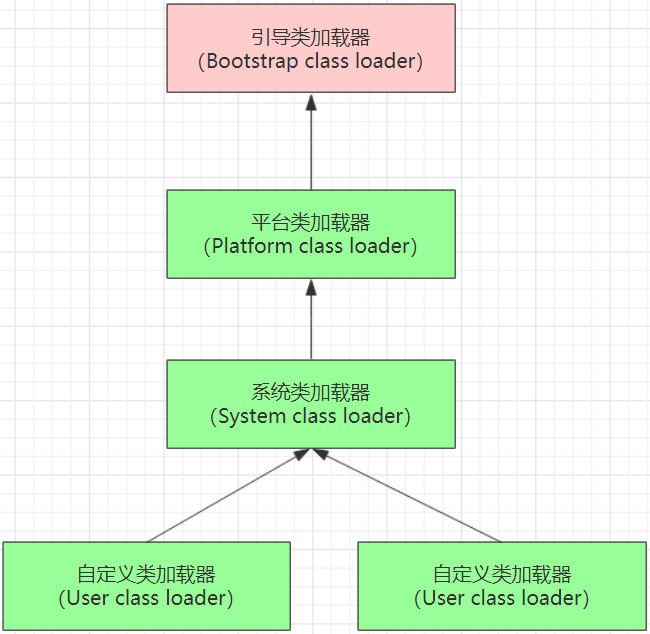 引导类加载器
（Bootstrap class loader）
平台类加载器
（Platform class loader）
系统类加载器
（System class loader）
自定义类加载器
（User class loader）
自定义类加载器
（User class loader）